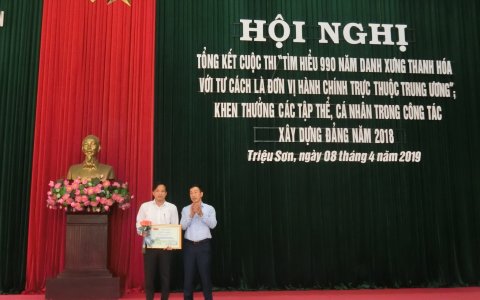 HỘI NGHỊ
TỔNG KẾT CUỘC THI "TÌM HIỂU 990 NĂM DANH XƯNG THANH HÓA
VỚI TƯ CÁCH LÀ ĐƠN VỊ HÀNH CHÍNH TRỰC THUỘC TRUNG ƯƠNG";
KHEN THƯỞNG CÁC TẬP THỂ, CÁ NHÂN TRONG CÔNG TÁC
XÂY DỰNG ĐẢNG NĂM 2018
Triệu Sơn, ngày 08 tháng 4 năm 2019